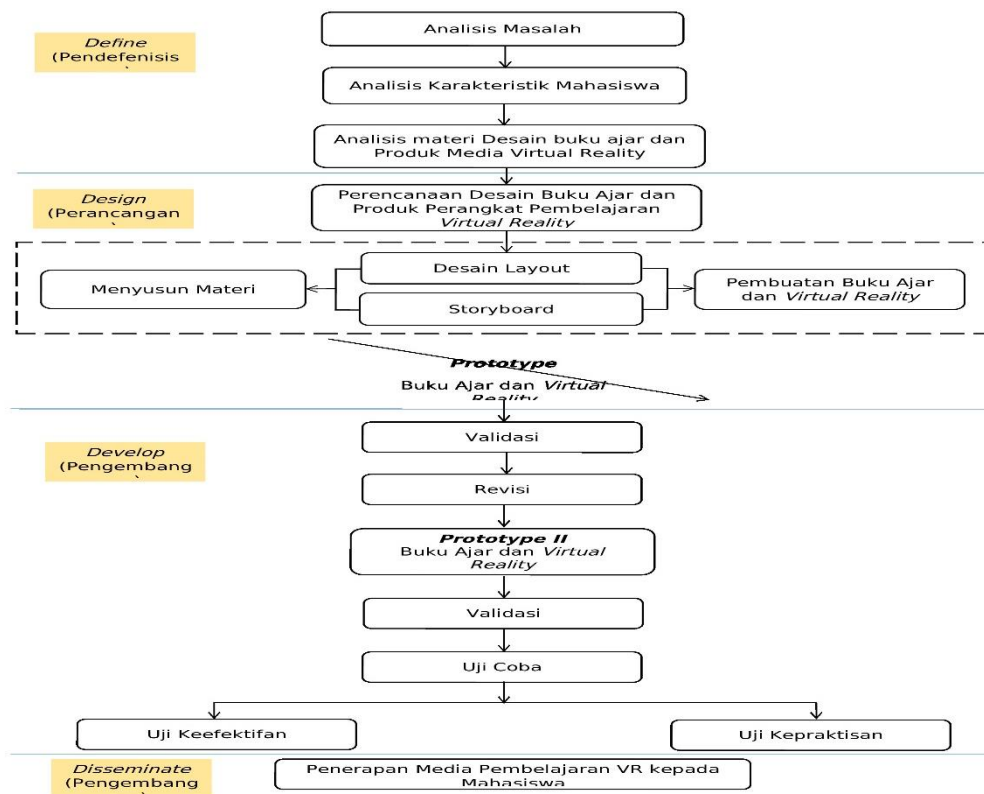 Analisis Masalah
Define
(Pendefenisis
Analisis Karakteristik Mahasiswa
Analisis materi Desain buku ajar dan
Produk Media Virtual Reality
Design
(Perancangan
Perencanaan Desain Buku Ajar dan
Produk Perangkat Pembelajaran
Virtual Reality
Desain Layout
Menyusun Materi
Storyboard
Pembuatan Buku Ajar
dan Virtual Reality
Prototype
Buku Ajar dan Virtual
Reality
Develop
(Pengembang
Validasi
Revisi
Prototype II
Buku Ajar dan Virtual
Reality
Validasi
Uji Coba
Uji Keefektifan
Uji Kepraktisan
Disseminate
(Pengembang
Penerapan Media Pembelajaran VR kepada
Mahasiswa